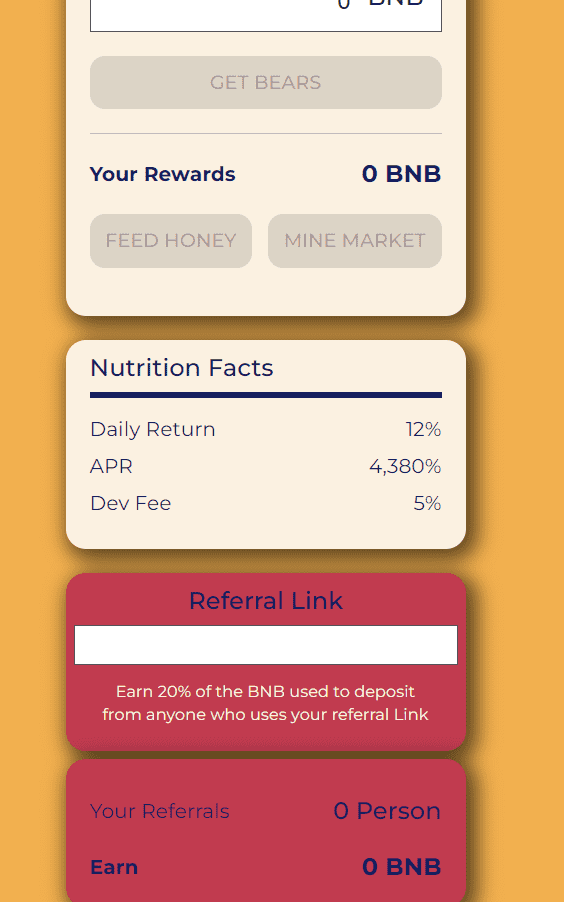 0 BNB
GET BEARS
Your Rewards 0 BNB
FEED HONEY MINE MARKET
Nutrition Facts
Daily Return 12%
APR 4,380%
Dev Fee 5%
Referral Link
Earn 20% of the BNB used to deposit
from anyone who uses your referral Link
Your Referrals 0 Person
Earn 0 BNB